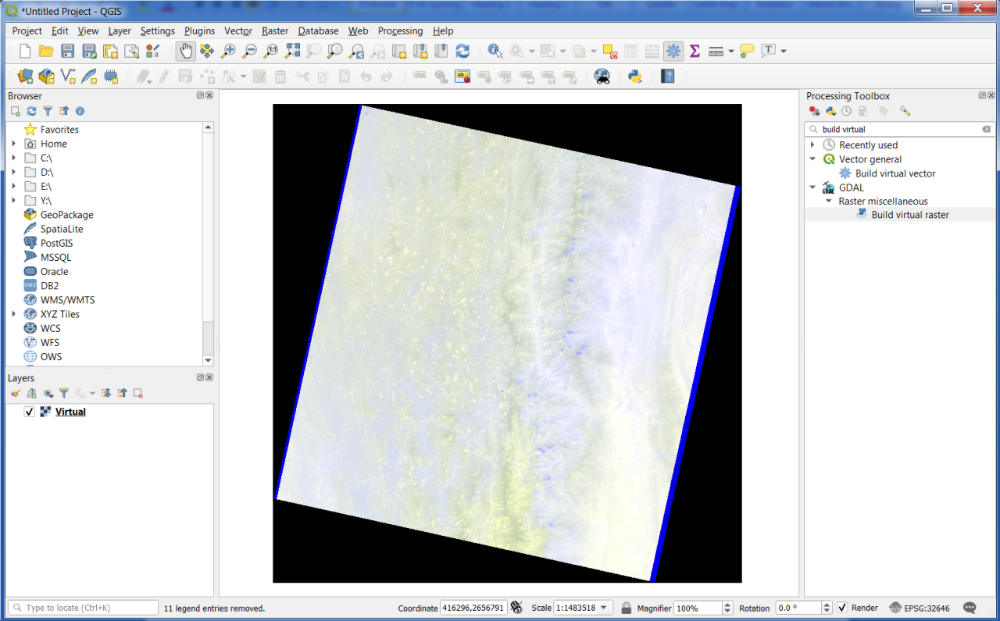 *Untitled Project - QGIS
Project Edit View Layer Settings Plugins Vector Raster Database Web Processing Help
Browser
Favorites
Home
C:\
D:\
E:\
Y:\
GeoPackage
SpatiaLite
PostGIS
MSSQL
Oracle
DB2
WMS/WMTS
XYZ Tiles
WCS
WFS
OWS
Layers
Virtual
Processing Toolbox
build virtual
Recently used
Vector general
Build virtual vector
GDAL
Raster miscellaneous
Build virtual raster
Type to locate (Ctrl+K) 11 legend entries removed. Coordinate 416296,2656791 Scale 1:1483518 Magnifier 100% Rotation 0.0 ° Render EPSG:32646